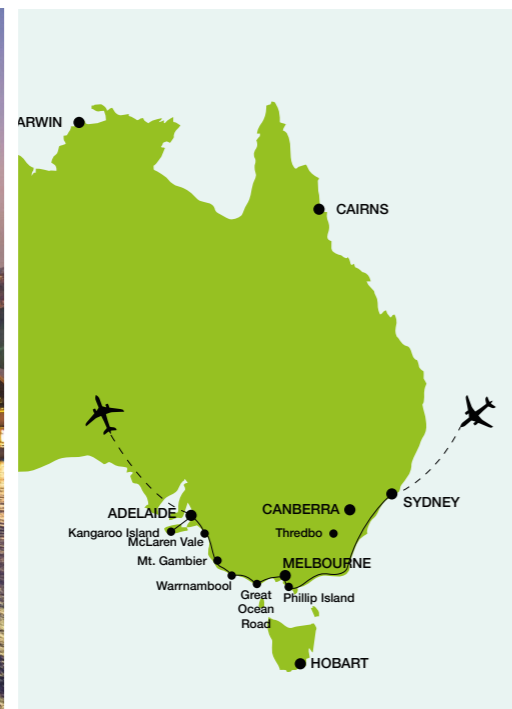 ARWIN
CAIRNS
SYDNEY
ADELAIDE
CANBERRA
Kangaroo Island
McLaren Vale
Thredbo
Mt. Gambier
MELBOURNE
Warrnambool
Great
Ocean
Road
Phillip Island
HOBART